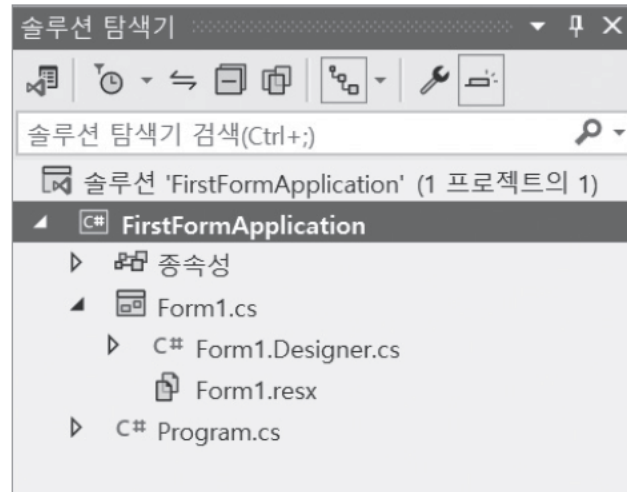 솔루션 탐색기
솔루션 탐색기 검색(Ctrl+;)
솔루션 'FirstFormApplication' (1 프로젝트의 1)
C# FirstFormApplication
종속성
Form1.cs
C# Form1.Designer.cs
Form1.resx
C# Program.cs